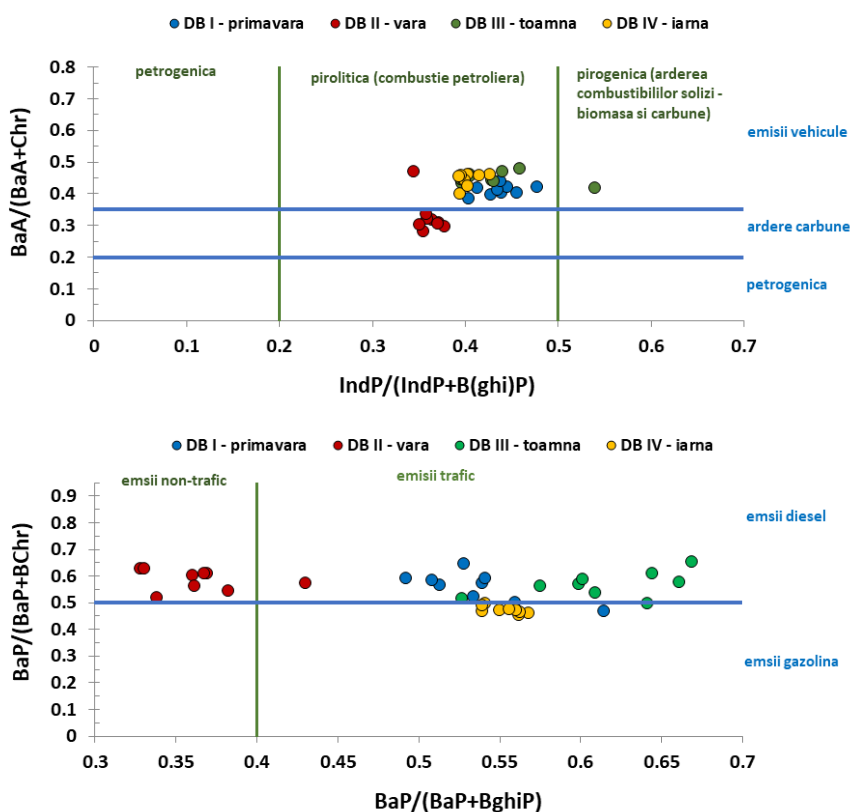 DB I - primavara DB II - vara DB III - toamna DB IV - iarna
BaA/(BaA+Chr)
0.8
0.7
0.6
0.5
0.4
0.3
0.2
0.1
0
petrogenica
pirolitica (combustie petroliera)
pirogenica (arderea
combustibililor solizi -
biomasa si carbune)
emisii vehicule
ardere carbune
petrogenica
0 0.1 0.2 0.3 0.4 0.5 0.6 0.7
IndP/(IndP+B(ghi)P)
DB I - primavara DB II - vara DB III - toamna DB IV - iarna
BaP/(BaP+BChr)
0.9
0.8
0.7
0.6
0.5
0.4
0.3
0.2
0.1
0
emsii non-trafic
emisii trafic
emsii diesel
emsii gazolina
0.3 0.4 0.5 0.55 0.6 0.7
BaP/(BaP+BghiP)